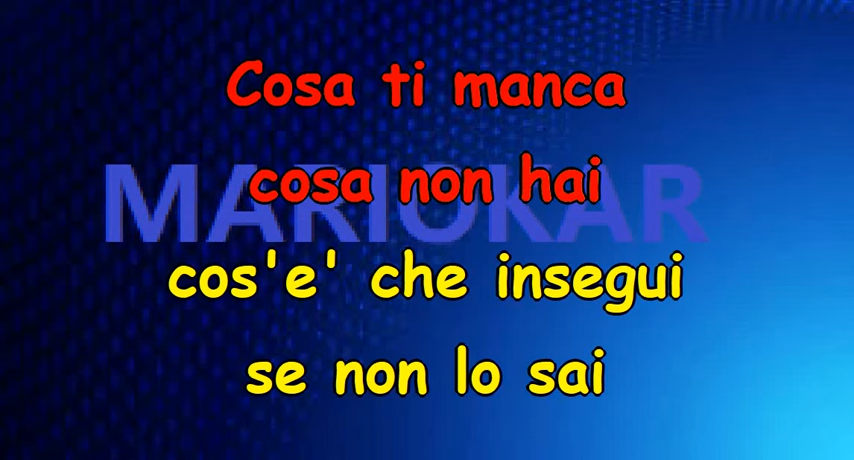 Cosa ti manca
MARIOKAR
cosa non hai
cos'e' che insegui
se non lo sai